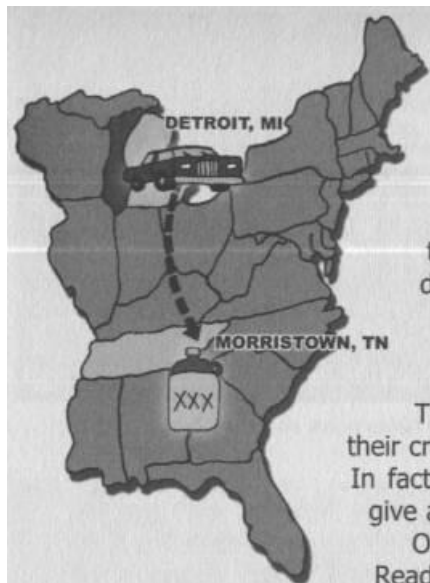 DETROIT, MI
d
MORRISTOWN, TN
XXX
T
their cr
In fact
give a
O
Read